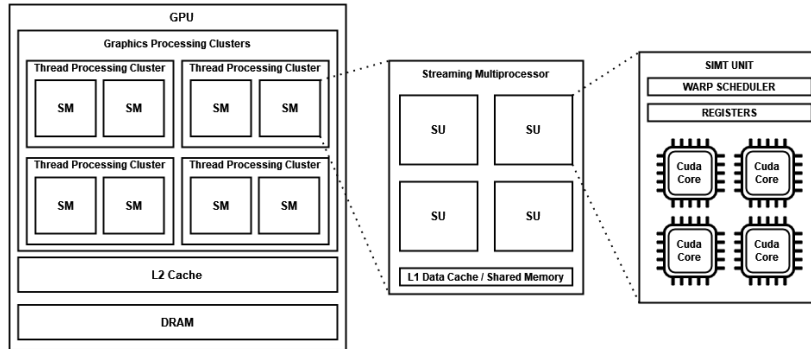 GPU
Graphics Processing Clusters
Thread Processing Cluster
SM
SM
Thread Processing Cluster
SM
SM
Thread Processing Cluster
SM
SM
Thread Processing Cluster
SM
SM
L2 Cache
DRAM
Streaming Multiprocessor
SU
SU
SU
SU
L1 Data Cache / Shared Memory
SIMT UNIT
WARP SCHEDULER
REGISTERS
Cuda
Core
Cuda
Core
Cuda
Core
Cuda
Core